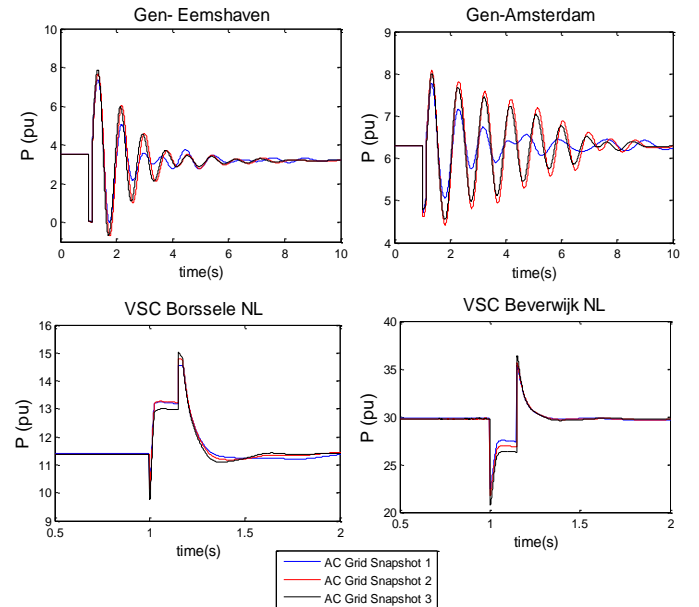 Gen- Eemshaven
10
8
6
4
2
0
P (pu)
0 2 4 6 8 10
time(s)
Gen-Amsterdam
9
8
7
6
5
4
P (pu)
0 2 4 6 8 10
time(s)
VSC Borssele NL
16
15
14
13
12
11
10
9
P (pu)
1 1.5 2
time(s)
VSC Beverwijk NL
40
35
30
25
20
P (pu)
0.5 1 1.5 2
time(s)
AC Grid Snapshot 1
AC Grid Snapshot 2
AC Grid Snapshot 3